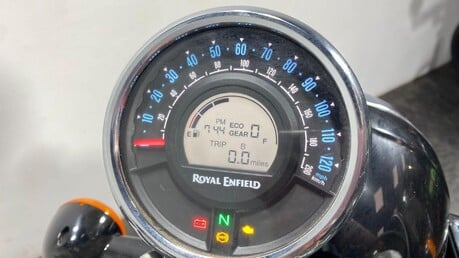 10 20 30 40 50 60 70 80 90 100 110 120
mph
20 40 60 80 100 120 140 160 180 200
km/h
PM ECO
E 7:44 GEAR 0 F
TRIP B
0.0 miles
ROYAL ENFIELD
N